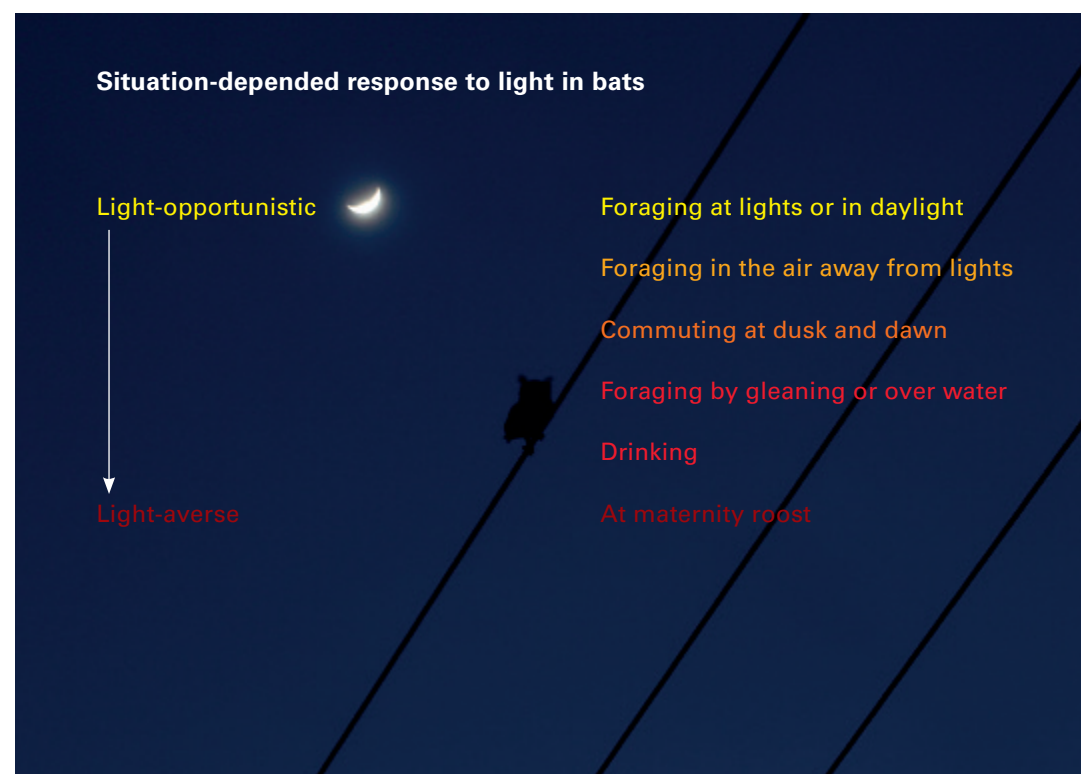 Situation-depended response to light in bats
Light-opportunistic
Foraging at lights or in daylight
Foraging in the air away from lights
Commuting at dusk and dawn
Foraging by gleaning or over water
Drinking
Light-averse
At maternity roost